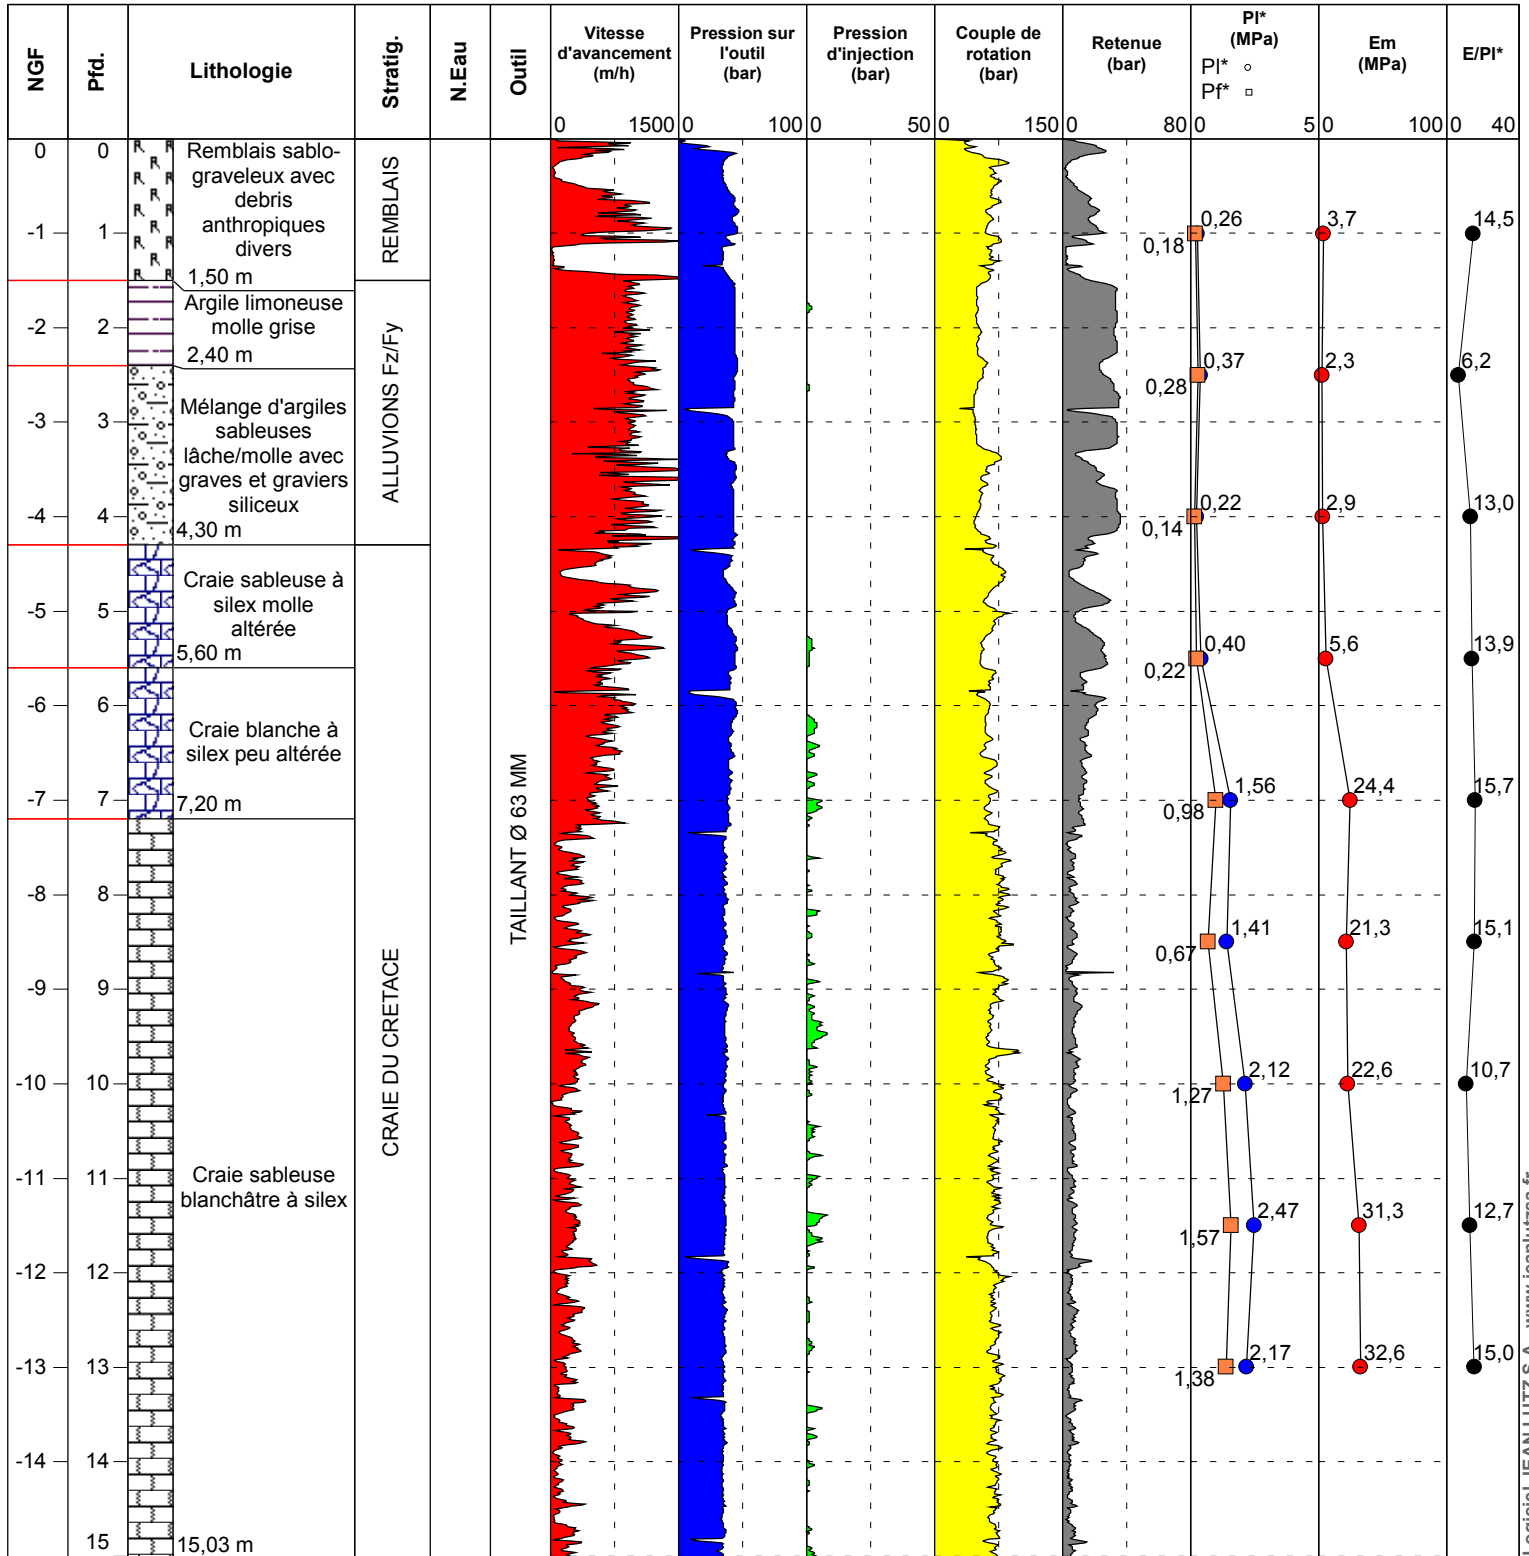 NGF
Pfd.
Lithologie
Stratig.
N.Eau
Outil
Vitesse
d'avancement
(m/h)
Pression sur
l'outil
(bar)
Pression
d'injection
(bar)
Couple de
rotation
(bar)
Retenue
(bar)
Pl*
(MPa)
Pl*
Pf*
Em
(MPa)
E/Pl*
0 1500
0 100
0 50
0 150
0 80
0 5
0 100
0 40
0 0
-1 1
-2 2
-3 3
-4 4
-5 5
-6 6
-7 7
-8 8
-9 9
-10 10
-11 11
-12 12
-13 13
-14 14
15
Remblais sablo-
graveleux avec
debris
anthropiques
divers
1,50 m
Argile limoneuse
molle grise
2,40 m
Mélange d'argiles
sableuses
lâche/molle avec
graves et graviers
siliceux
4,30 m
Craie sableuse à
silex molle
altérée
5,60 m
Craie blanche à
silex peu altérée
7,20 m
Craie sableuse
blanchâtre à silex
15,03 m
REMBLAIS
ALLUVIONS Fz/Fy
CRAIE DU CRETACE
TAILLANT Ø 63 MM
0,26
0,18
3,7
14,5
0,37
0,28
2,3
6,2
0,22
0,14
2,9
13,0
0,40
0,22
5,6
13,9
1,56
0,98
24,4
15,7
1,41
0,67
21,3
15,1
2,12
1,27
22,6
10,7
2,47
1,57
31,3
12,7
2,17
1,38
32,6
15,0
Logiciel JEAN LUTZ S.A - www.jeanlutzsa.fr